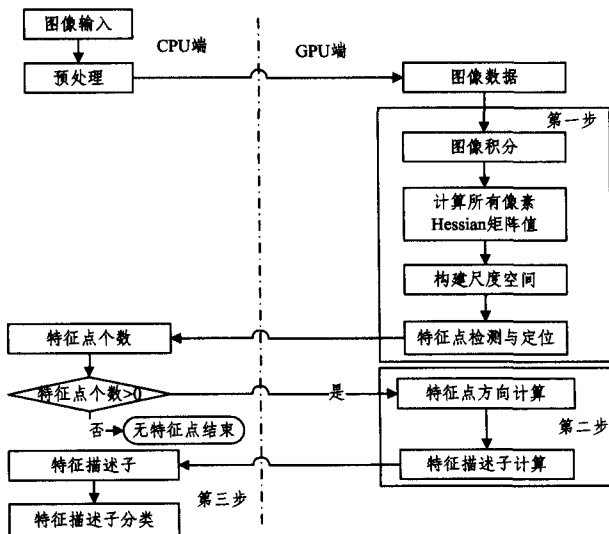 图像输入
CPU端
GPU端
预处理
图像数据
第一步
图像积分
计算所有像素
Hessian矩阵值
构建尺度空间
特征点个数
特征点检测与定位
特征点个数>0
是
特征点方向计算
否
无特征点结束
第二步
特征描述子
特征描述子计算
第三步
特征描述子分类